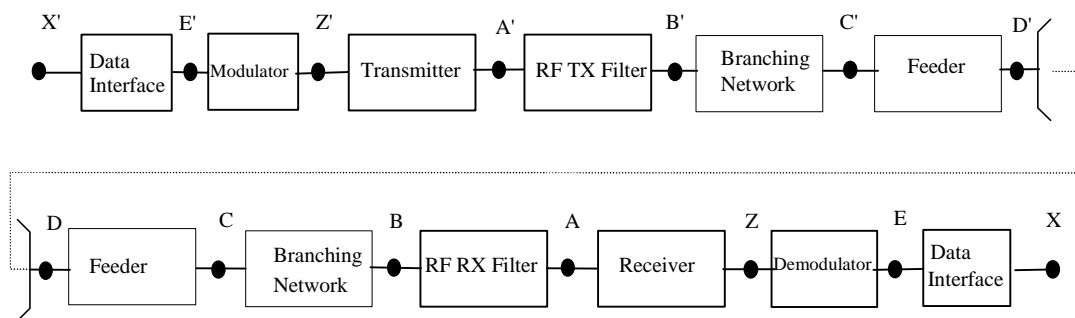 X' E' Z' A' B' C' D'
Data
Interface
Modulator
Transmitter
RF TX Filter
Branching
Network
Feeder
D C B A Z E X
Feeder
Branching
Network
RF RX Filter
Receiver
Demodulator
Data
Interface